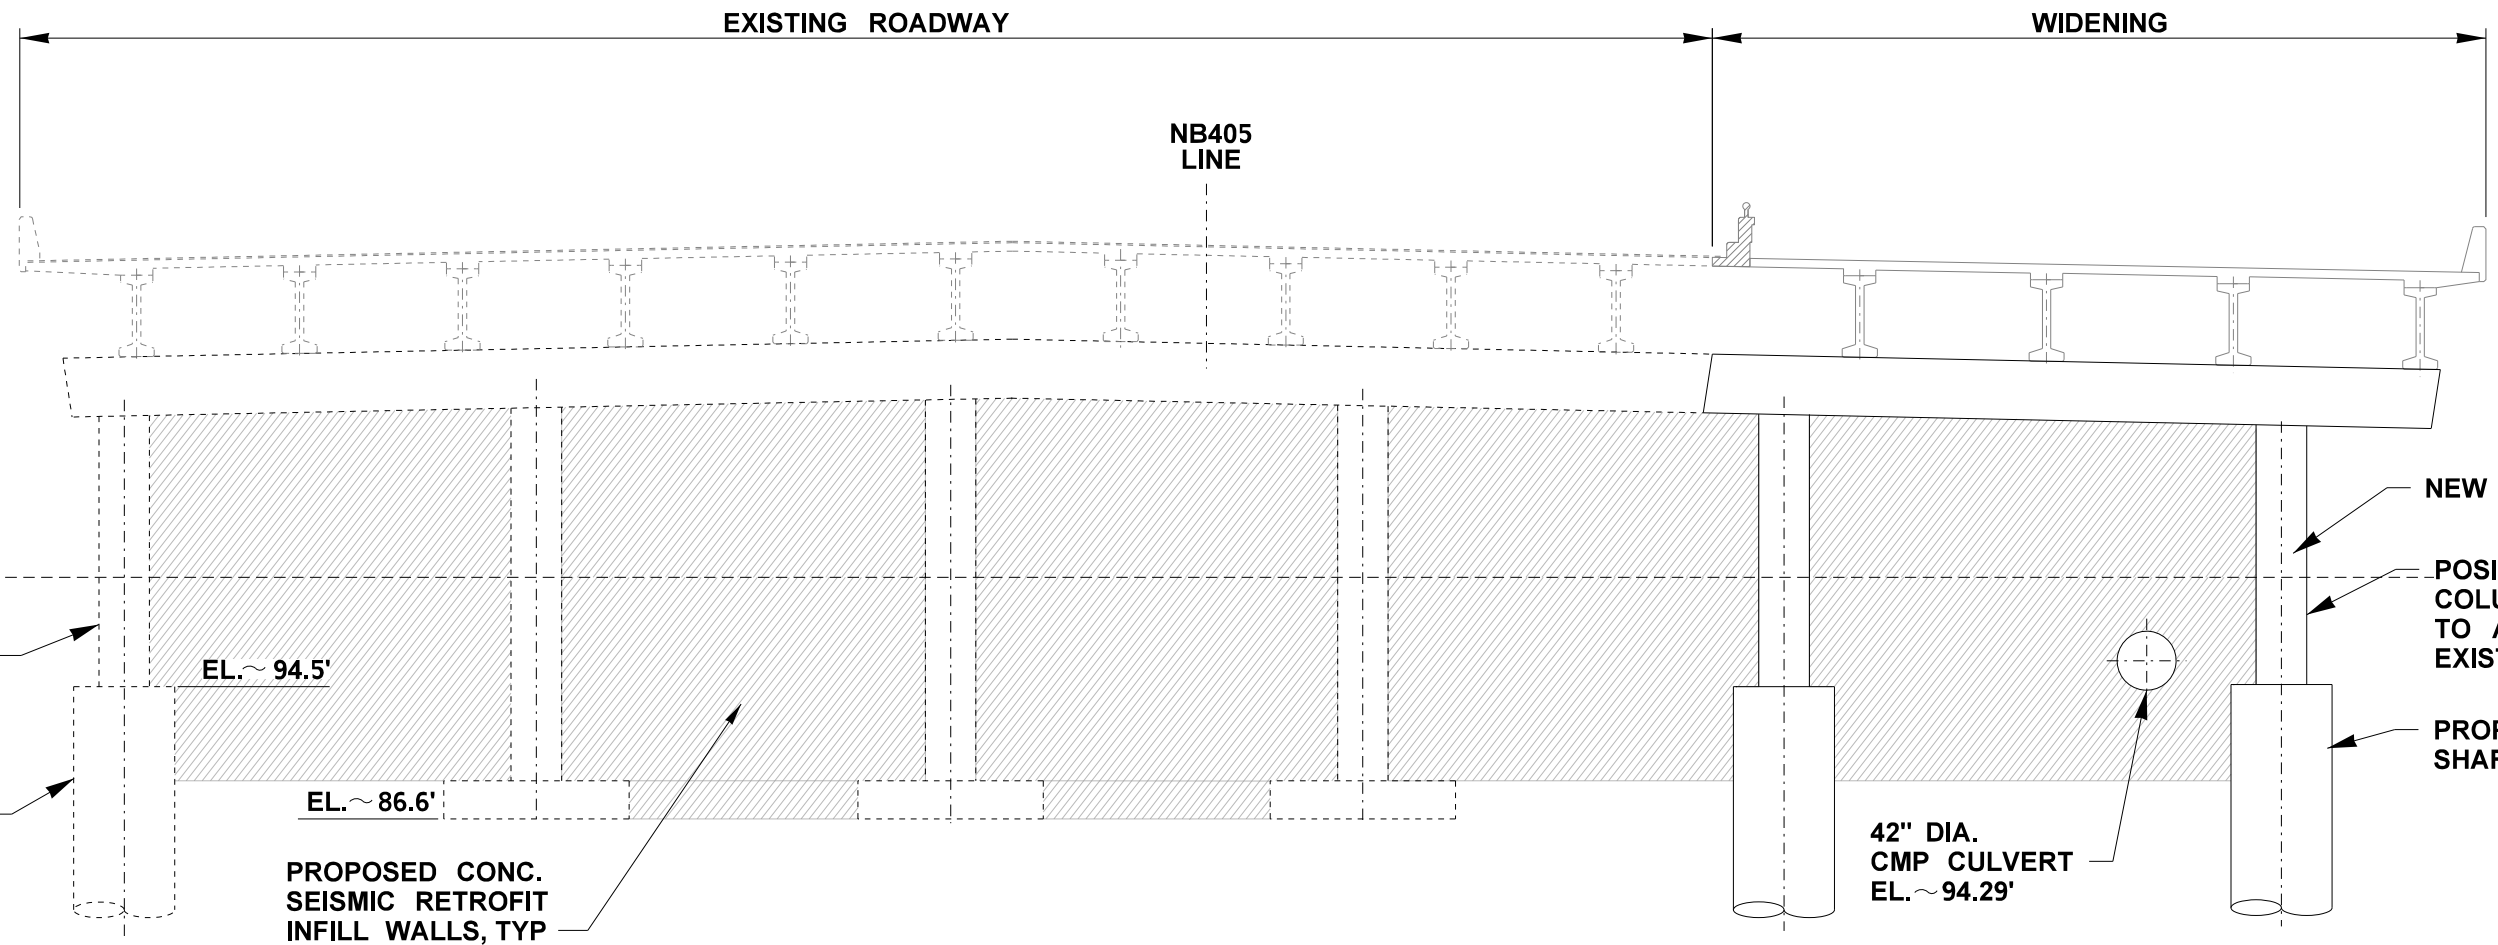 EXISTING ROADWAY
WIDENING
NB405
LINE
NEW
EL.～94.5'
EL.～86.6'
PROPOSED CONC.
SEISMIC RETROFIT
INFILL WALLS, TYP
42" DIA.
CMP CULVERT
EL.～94.29'
TO